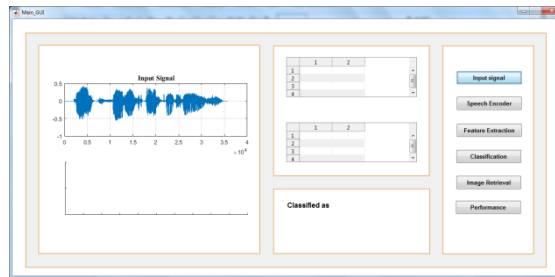 Main_GUI
Input Signal
0.5
0
-0.5
-1
0 0.5 1 1.5 2 2.5 3 3.5 4
×10⁴
1 2
1
2
3
4
1 2
1
2
3
4
Classified as
Input signal
Speech Encoder
Feature Extraction
Classification
Image Retrieval
Performance